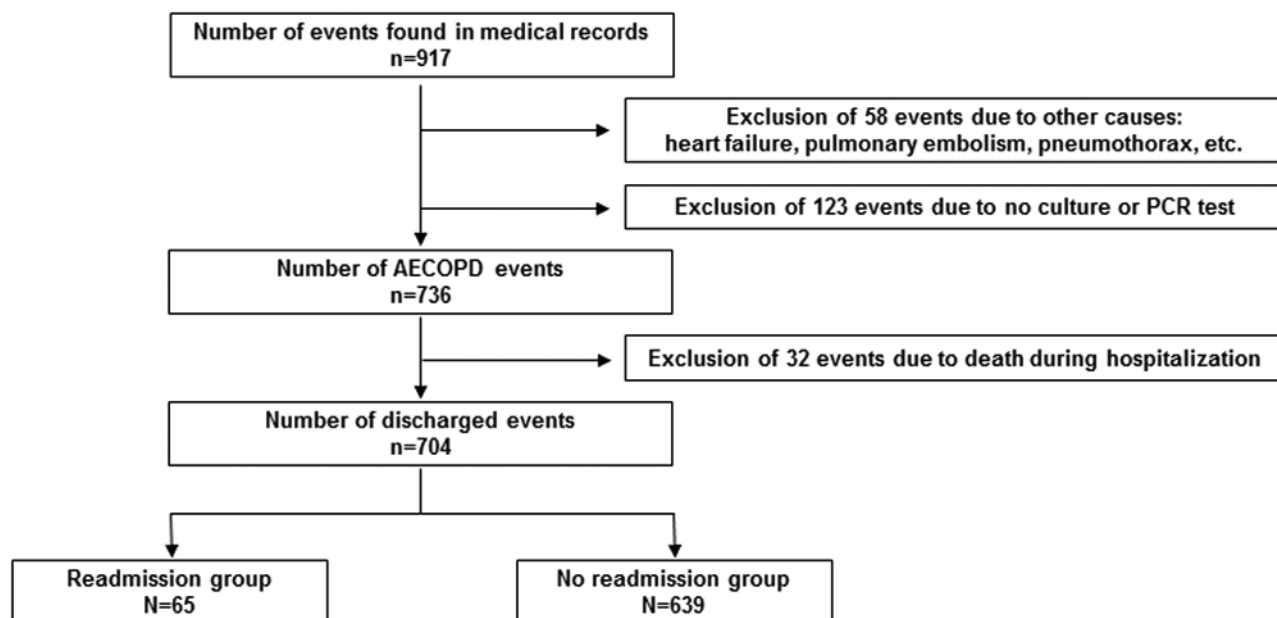 Number of events found in medical records
n=917
Exclusion of 58 events due to other causes:
heart failure, pulmonary embolism, pneumothorax, etc.
Exclusion of 123 events due to no culture or PCR test
Number of AECOPD events
n=736
Exclusion of 32 events due to death during hospitalization
Number of discharged events
n=704
Readmission group
N=65
No readmission group
N=639